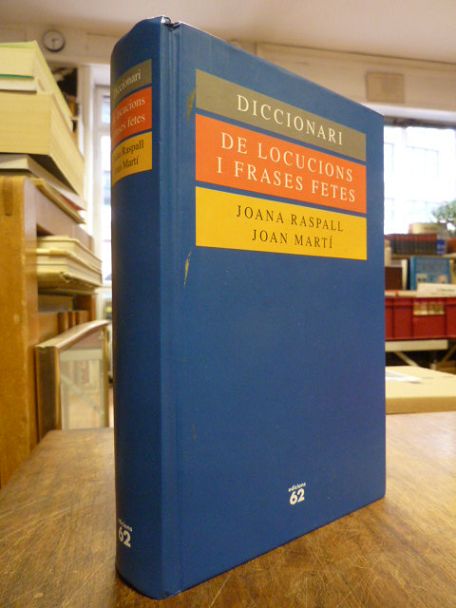 DICCIONARI
DE LOCUCIONS
I FRASES FETES
JOANA RASPALL
JOAN MARTÍ
edicions
62
Diccionari
de locucions
frases fetes
Joana Raspall
Joan Martí
edicions
62